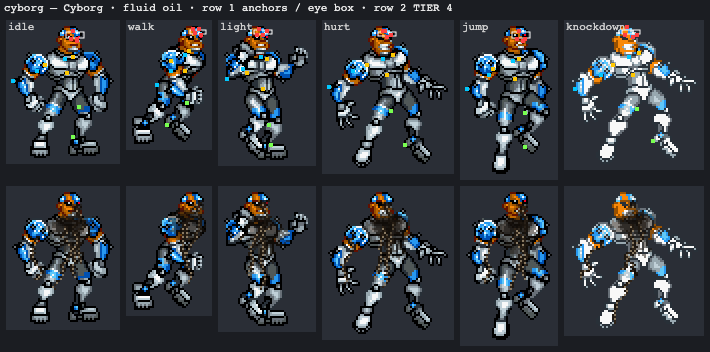 cyborg — Cyborg · fluid oil · row 1 anchors / eye box · row 2 TIER 4
idle walk light hurt jump knockdown